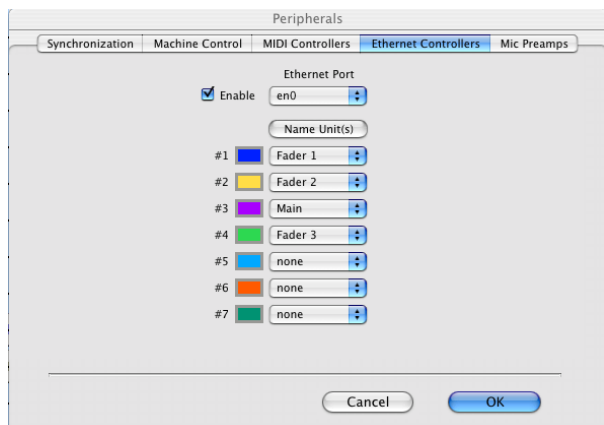 Peripherals
Synchronization Machine Control MIDI Controllers Ethernet Controllers Mic Preamps
Ethernet Port
Enable en0
Name Unit(s)
#1 Fader 1
#2 Fader 2
#3 Main
#4 Fader 3
#5 none
#6 none
#7 none
Cancel OK